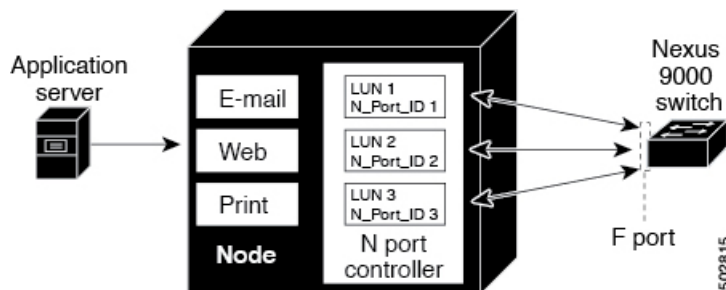 Application
server
E-mail
Web
Print
Node
LUN 1
N_Port_ID 1
LUN 2
N_Port_ID 2
LUN 3
N_Port_ID 3
N port
controller
Nexus
9000
switch
F port
502815